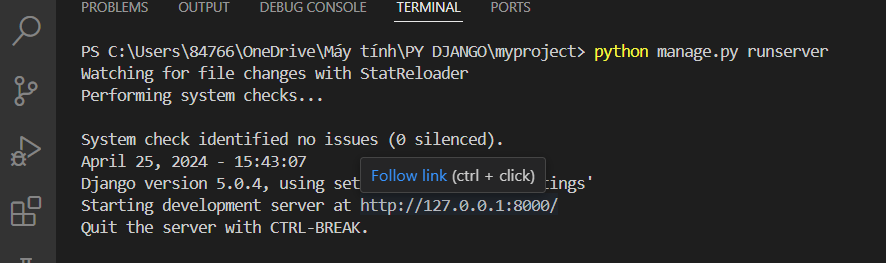 PROBLEMS OUTPUT DEBUG CONSOLE TERMINAL PORTS
PS C:\Users\84766\OneDrive\Máy tính\PY DJANGO\myproject> python manage.py runserver
Watching for file changes with StatReloader
Performing system checks...
System check identified no issues (0 silenced).
April 25, 2024 - 15:43:07
Follow link (ctrl + click)
Django version 5.0.4, using set tings'
Starting development server at http://127.0.0.1:8000/
Quit the server with CTRL-BREAK.